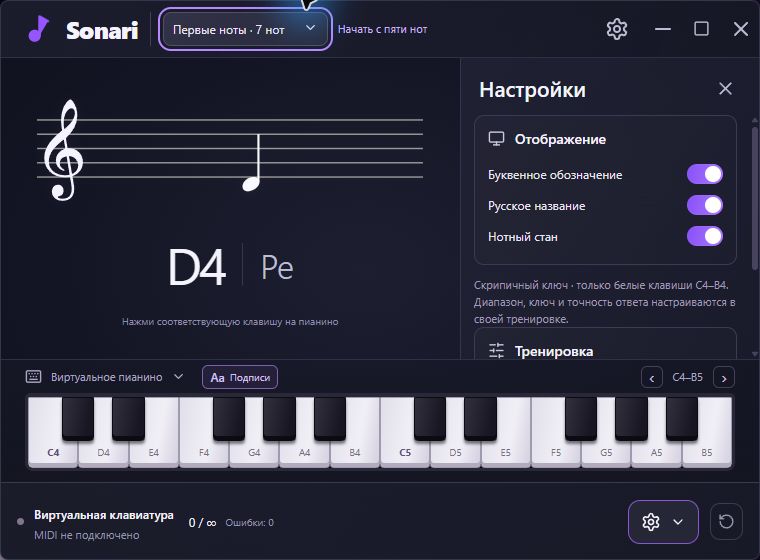 Sonari
Первые ноты · 7 нот
Начать с пяти нот
D4
Ре
Нажми соответствующую клавишу на пианино
Настройки
Отображение
Буквенное обозначение
Русское название
Нотный стан
Скрипичный ключ · только белые клавиши C4–B4.
Диапазон, ключ и точность ответа настраиваются в
своей тренировке.
Тренировка
Виртуальное пианино
Aa Подписи
C4–B5
C4 D4 E4 F4 G4 A4 B4 C5 D5 E5 F5 G5 A5 B5
Виртуальная клавиатура
MIDI не подключено
0 / ∞
Ошибки: 0